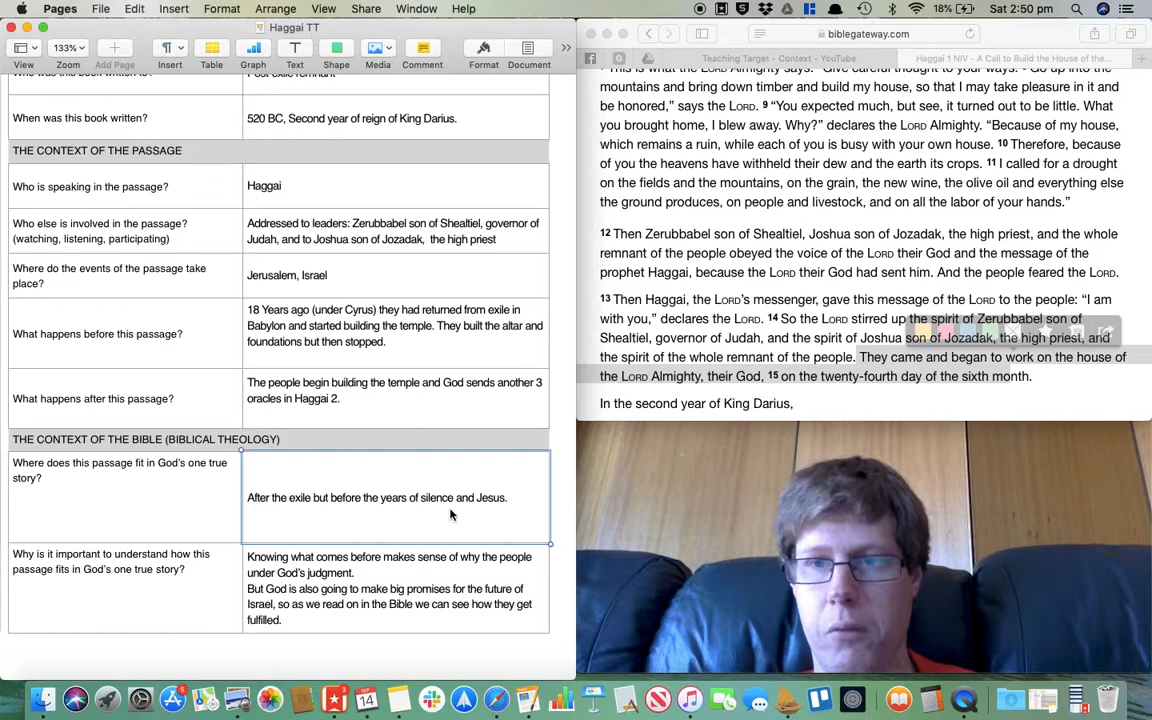 Pages File Edit Insert Format Arrange View Share Window Help
18% Sat 2:50 pm
Haggai TT
133%
View Zoom Add Page Insert Table Graph Text Shape Media Comment Format Document
biblegateway.com
Teaching Target - Context - YouTube
Haggai 1 NIV - A Call to Build the House of the...
When was this book written?
520 BC, Second year of reign of King Darius.
THE CONTEXT OF THE PASSAGE
Who is speaking in the passage?
Haggai
Who else is involved in the passage?
(watching, listening, participating)
Addressed to leaders: Zerubbabel son of Shealtiel, governor of
Judah, and to Joshua son of Jozadak, the high priest
Where do the events of the passage take
place?
Jerusalem, Israel
What happens before this passage?
18 Years ago (under Cyrus) they had returned from exile in
Babylon and started building the temple. They built the altar and
foundations but then stopped.
What happens after this passage?
The people begin building the temple and God sends another 3
oracles in Haggai 2.
THE CONTEXT OF THE BIBLE (BIBLICAL THEOLOGY)
Where does this passage fit in God's one true
story?
After the exile but before the years of silence and Jesus.
Why is it important to understand how this
passage fits in God's one true story?
Knowing what comes before makes sense of why the people
under God's judgment.
But God is also going to make big promises for the future of
Israel, so as we read on in the Bible we can see how they get
fulfilled.
This is what the LORD Almighty says: "Give careful thought to your ways. Go up into the
mountains and bring down timber and build my house, so that I may take pleasure in it and
be honored," says the LORD. 9 "You expected much, but see, it turned out to be little. What
you brought home, I blew away. Why?" declares the LORD Almighty. "Because of my house,
which remains a ruin, while each of you is busy with your own house. 10 Therefore, because
of you the heavens have withheld their dew and the earth its crops. 11 I called for a drought
on the fields and the mountains, on the grain, the new wine, the olive oil and everything else
the ground produces, on people and livestock, and on all the labor of your hands."
12 Then Zerubbabel son of Shealtiel, Joshua son of Jozadak, the high priest, and the whole
remnant of the people obeyed the voice of the LORD their God and the message of the
prophet Haggai, because the LORD their God had sent him. And the people feared the LORD.
13 Then Haggai, the LORD's messenger, gave this message of the LORD to the people: "I am
with you," declares the LORD. 14 So the LORD stirred up the spirit of Zerubbabel son of
Shealtiel, governor of Judah, and the spirit of Joshua son of Jozadak, the high priest, and
the spirit of the whole remnant of the people. They came and began to work on the house of
the LORD Almighty, their God, 15 on the twenty-fourth day of the sixth month.
In the second year of King Darius,